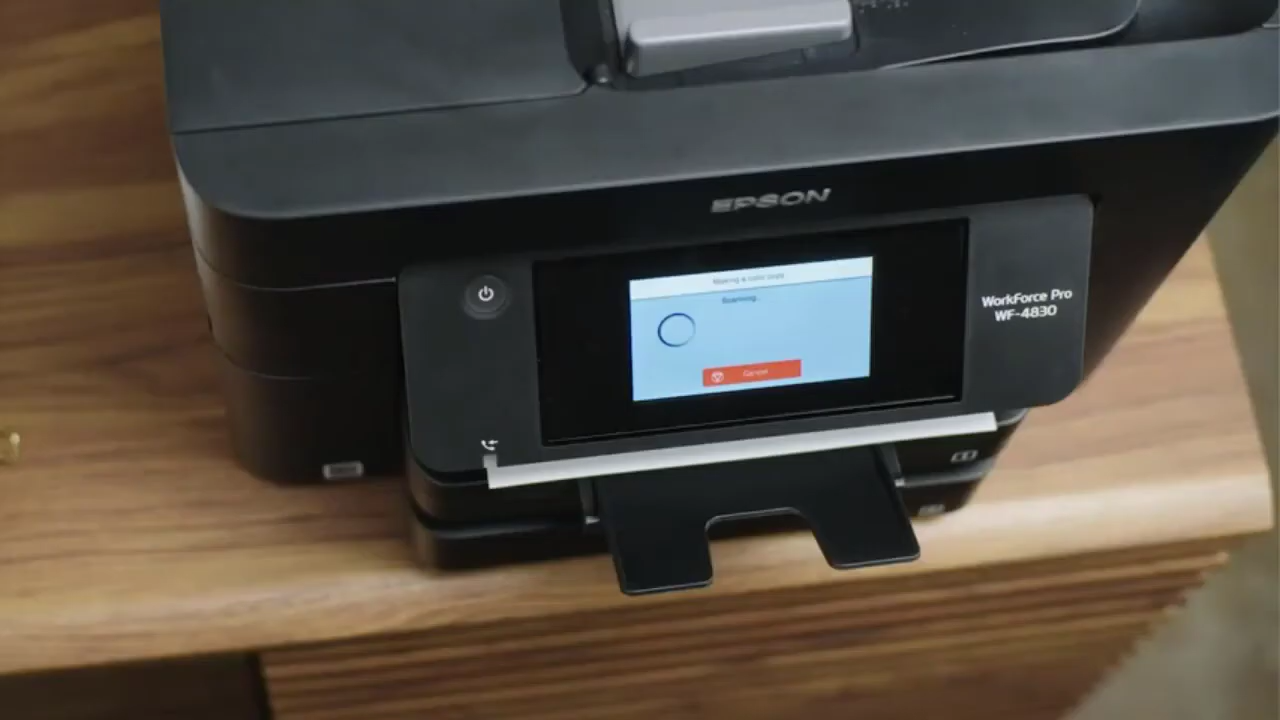 EPSON
Making a color copy
Scanning...
Cancel
WorkForce Pro
WF-4830